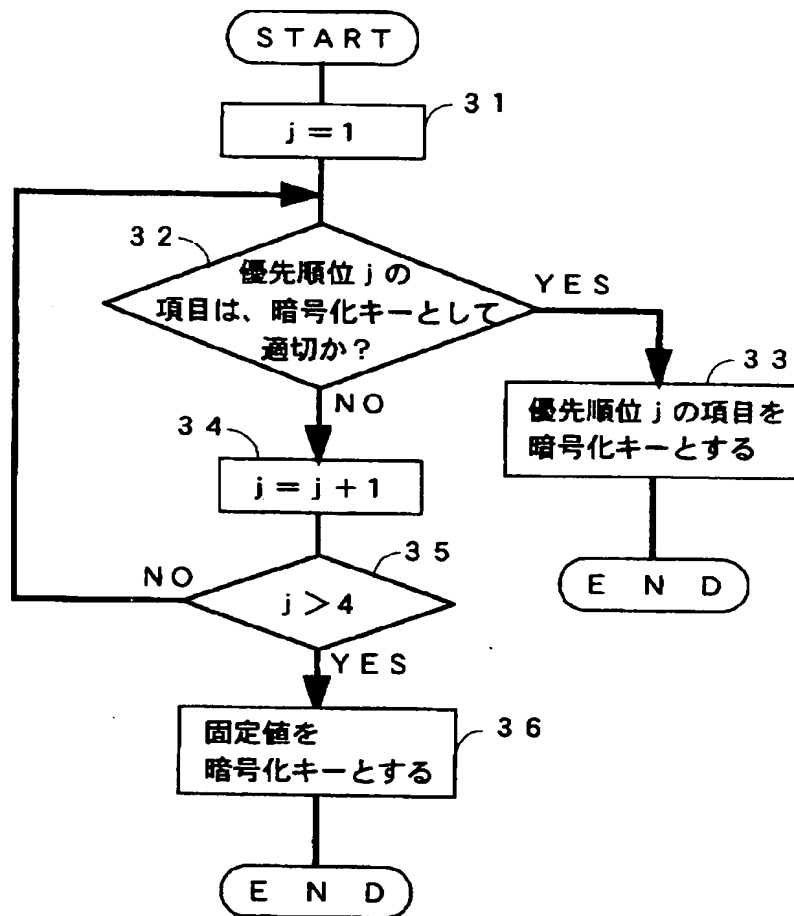 START
31
j=1
32
優先順位jの
項目は、暗号化キーとして
適切か?
YES
33
優先順位jの項目を
暗号化キーとする
END
NO
34
j=j+1
35
NO
j>4
YES
36
固定値を
暗号化キーとする
END